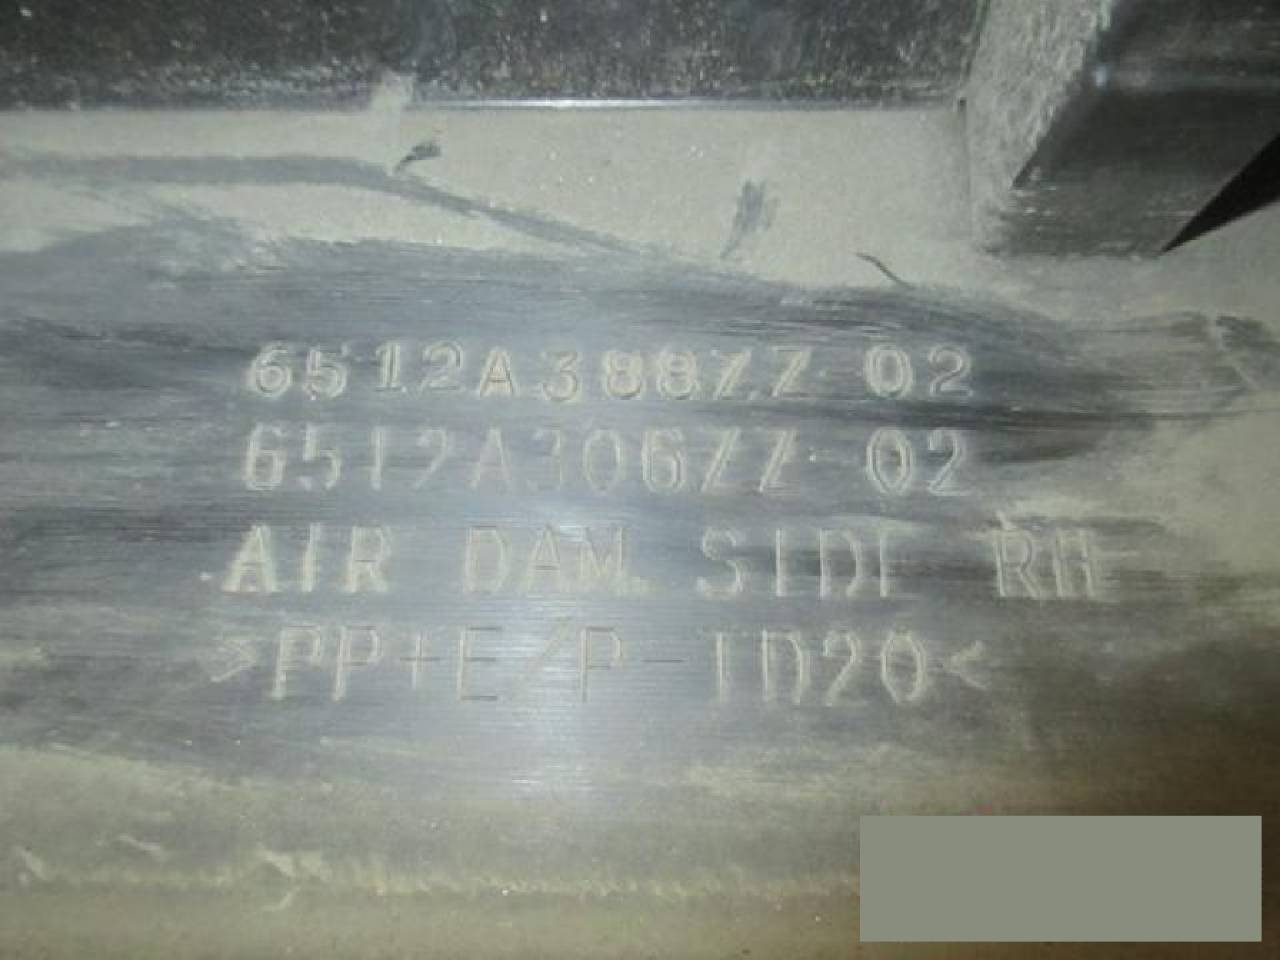 6512A388ZZ 02
6512A306ZZ 02
AIR DAM. SIDE RH
>PP+E/P-TD20<